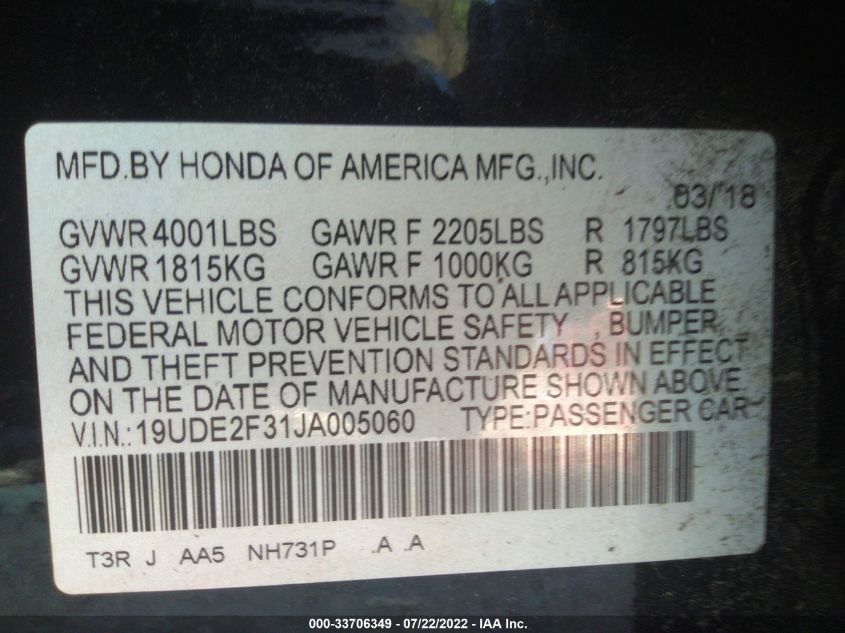 MFD.BY HONDA OF AMERICA MFG.,INC.
03/18
GVWR 4001LBS GAWR F 2205LBS R 1797LBS
GVWR 1815KG GAWR F 1000KG R 815KG
THIS VEHICLE CONFORMS TO ALL APPLICABLE
FEDERAL MOTOR VEHICLE SAFETY , BUMPER,
AND THEFT PREVENTION STANDARDS IN EFFECT
ON THE DATE OF MANUFACTURE SHOWN ABOVE.
V.I.N.: 19UDE2F31JA005060 TYPE:PASSENGER CAR
T3R J AA5 NH731P .A .A
000-33706349 - 07/22/2022 - IAA Inc.